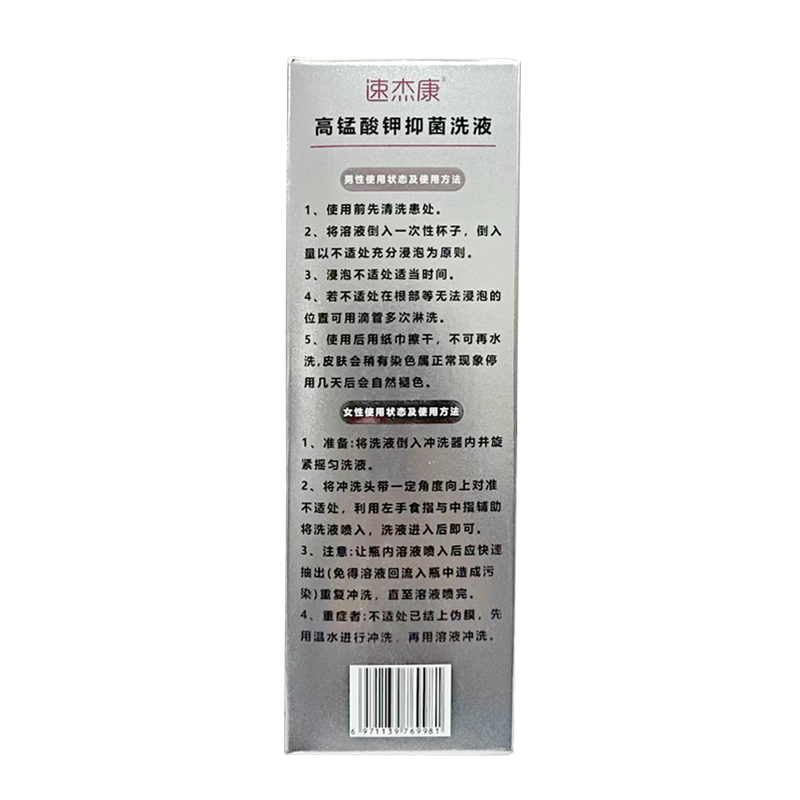 速杰康®
高锰酸钾抑菌洗液
男性使用状态及使用方法
1、使用前先清洗患处。
2、将溶液倒入一次性杯子，倒入
量以不适处充分浸泡为原则。
3、浸泡不适处适当时间。
4、若不适处在根部等无法浸泡的
位置可用滴管多次淋洗。
5、使用后用纸巾擦干，不可再水
洗,皮肤会稍有染色属正常现象停
用几天后会自然褪色。
女性使用状态及使用方法
1、准备:将洗液倒入冲洗器内并旋
紧摇匀洗液。
2、将冲洗头带一定角度向上对准
不适处，利用左手食指与中指辅助
将洗液喷入，洗液进入后即可。
3、注意:让瓶内溶液喷入后应快速
抽出(免得溶液回流入瓶中造成污
染)重复冲洗，直至溶液喷完。
4、重症者:不适处已结上伪膜，先
用温水进行冲洗，再用溶液冲洗。
6 971139 769981